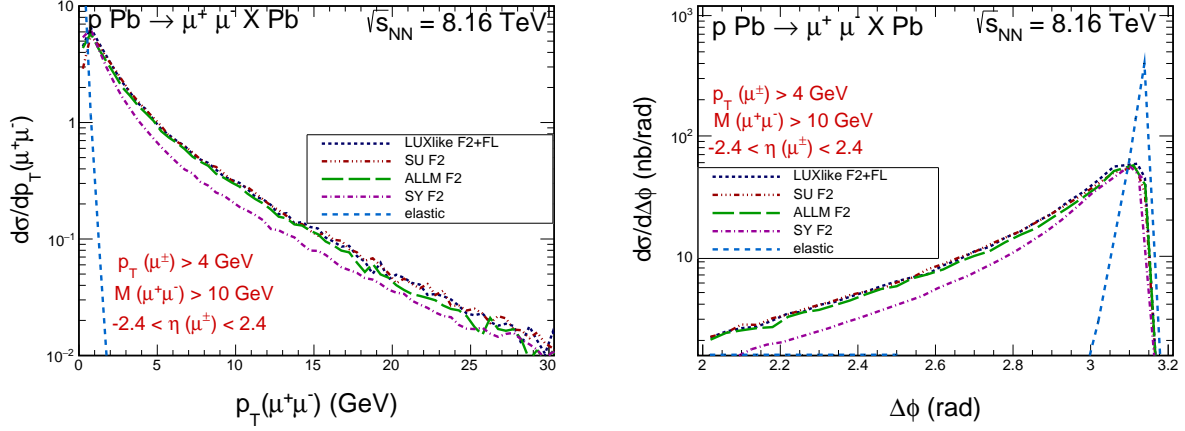 p Pb → μ⁺ μ⁻ X Pb
√s_NN = 8.16 TeV
dσ/dp_T(μ⁺μ⁻)
10
1
10⁻¹
10⁻²
LUXlike F2+FL
SU F2
ALLM F2
SY F2
elastic
p_T (μ^±) > 4 GeV
M (μ⁺μ⁻) > 10 GeV
-2.4 < η (μ^±) < 2.4
0 5 10 15 20 25 30
p_T(μ⁺μ⁻) (GeV)
p Pb → μ⁺ μ⁻ X Pb
√s_NN = 8.16 TeV
dσ/dΔϕ (nb/rad)
10³
10²
10
p_T (μ^±) > 4 GeV
M (μ⁺μ⁻) > 10 GeV
-2.4 < η (μ^±) < 2.4
LUXlike F2+FL
SU F2
ALLM F2
SY F2
elastic
2 2.2 2.4 2.6 2.8 3.0 3.2
Δϕ (rad)